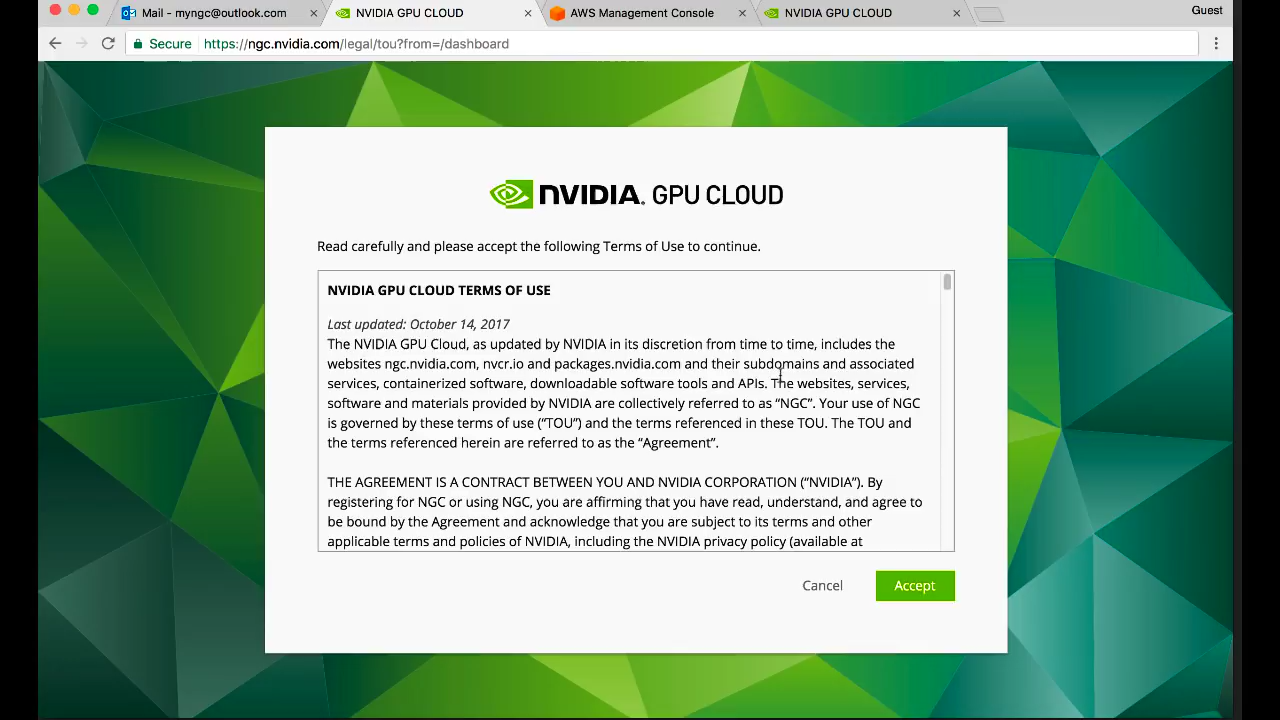 Mail - myngc@outlook.com
NVIDIA GPU CLOUD
AWS Management Console
NVIDIA GPU CLOUD
Guest
Secure
https://ngc.nvidia.com/legal/tou?from=/dashboard
NVIDIA. GPU CLOUD
Read carefully and please accept the following Terms of Use to continue.
NVIDIA GPU CLOUD TERMS OF USE
Last updated: October 14, 2017
The NVIDIA GPU Cloud, as updated by NVIDIA in its discretion from time to time, includes the
websites ngc.nvidia.com, nvcr.io and packages.nvidia.com and their subdomains and associated
services, containerized software, downloadable software tools and APIs. The websites, services,
software and materials provided by NVIDIA are collectively referred to as “NGC”. Your use of NGC
is governed by these terms of use (“TOU”) and the terms referenced in these TOU. The TOU and
the terms referenced herein are referred to as the “Agreement”.
THE AGREEMENT IS A CONTRACT BETWEEN YOU AND NVIDIA CORPORATION (“NVIDIA”). By
registering for NGC or using NGC, you are affirming that you have read, understand, and agree to
be bound by the Agreement and acknowledge that you are subject to its terms and other
applicable terms and policies of NVIDIA, including the NVIDIA privacy policy (available at
Cancel
Accept